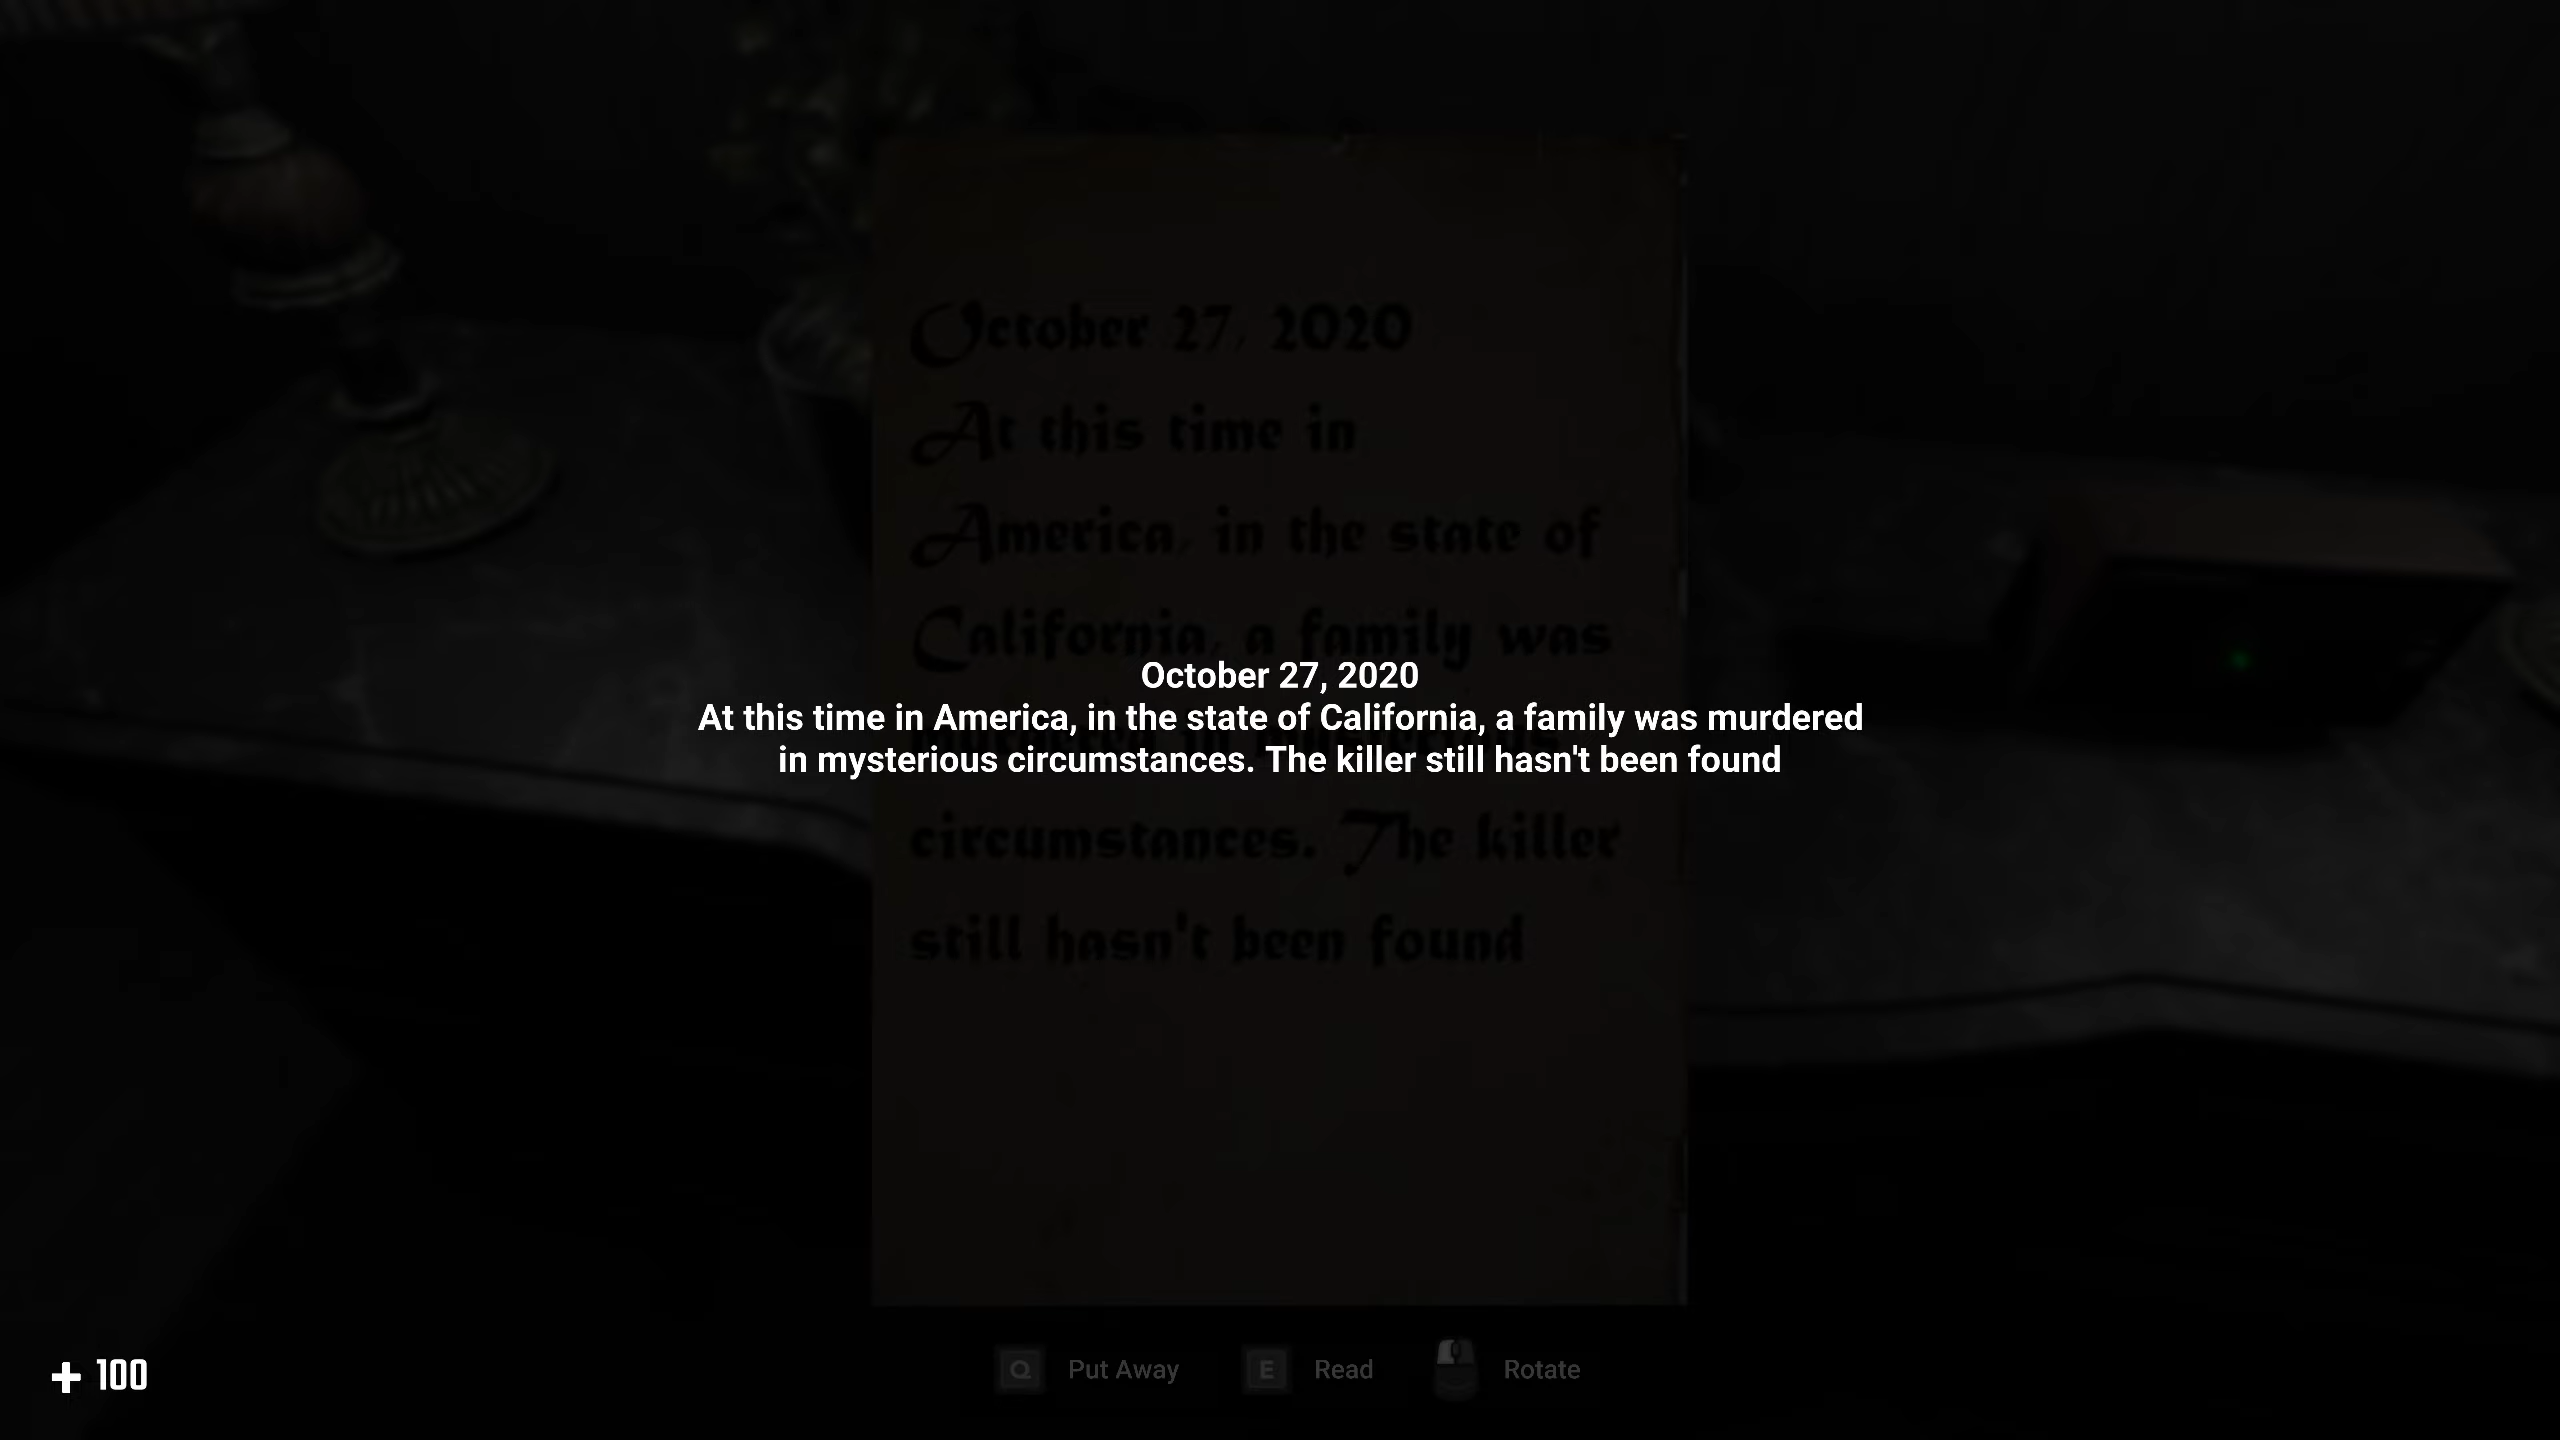 October 27, 2020
At this time in
America, in the state of
California, a family was
October 27, 2020
At this time in America, in the state of California, a family was murdered
in mysterious circumstances. The killer still hasn't been found
circumstances. The killer
still hasn't been found
+ 100
Q Put Away E Read Rotate